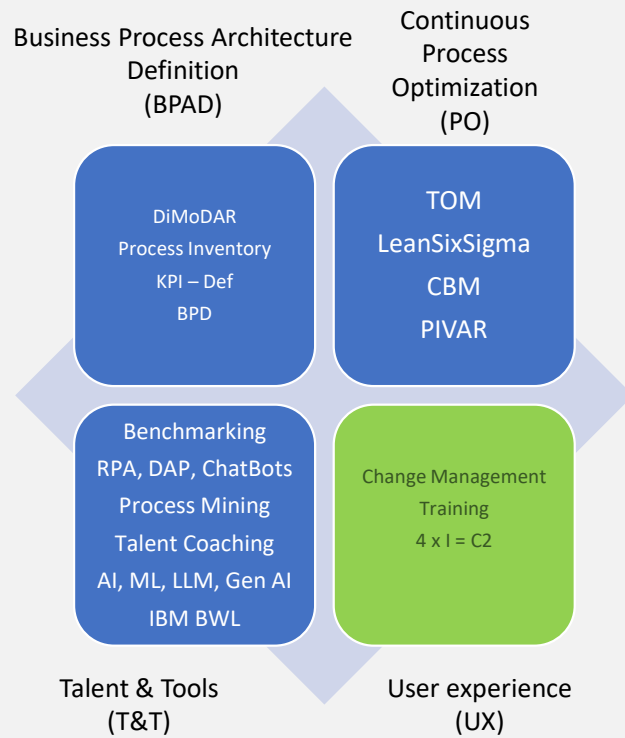 Business Process Architecture
Definition
(BPAD)
Continuous
Process
Optimization
(PO)
DiMoDAR
Process Inventory
KPI – Def
BPD
TOM
LeanSixSigma
CBM
PIVAR
Benchmarking
RPA, DAP, ChatBots
Process Mining
Talent Coaching
AI, ML, LLM, Gen AI
IBM BWL
Change Management
Training
4 x I = C2
Talent & Tools
(T&T)
User experience
(UX)